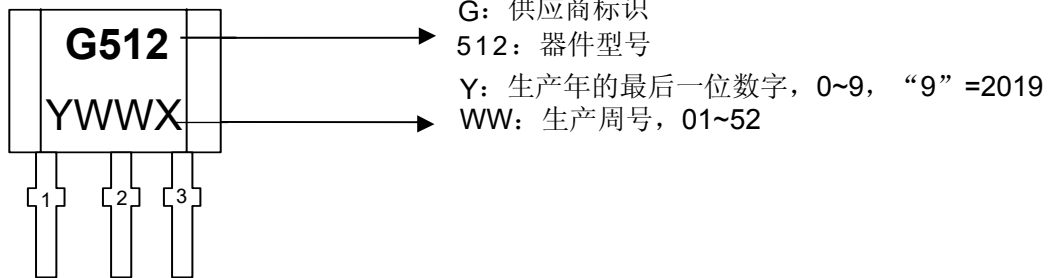 G：供应商标识
G512
512：器件型号
Y：生产年的最后一位数字，0~9，“9”=2019
YWWX
WW：生产周号，01~52
1 2 3